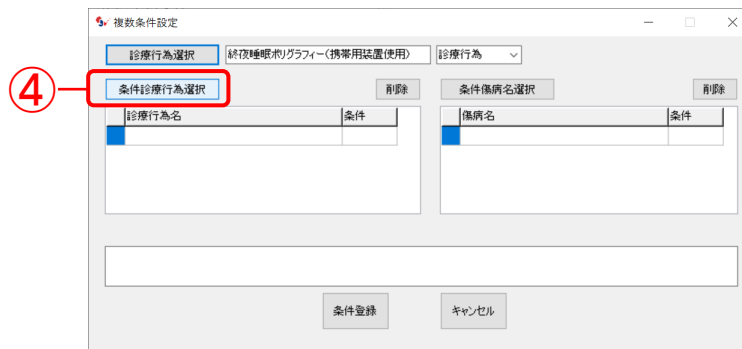 複数条件設定
診療行為選択 終夜睡眠ポリグラフィー(携帯用装置使用) 診療行為
④ 条件診療行為選択 削除 条件傷病名選択 削除
診療行為名 条件 傷病名 条件
条件登録 キャンセル